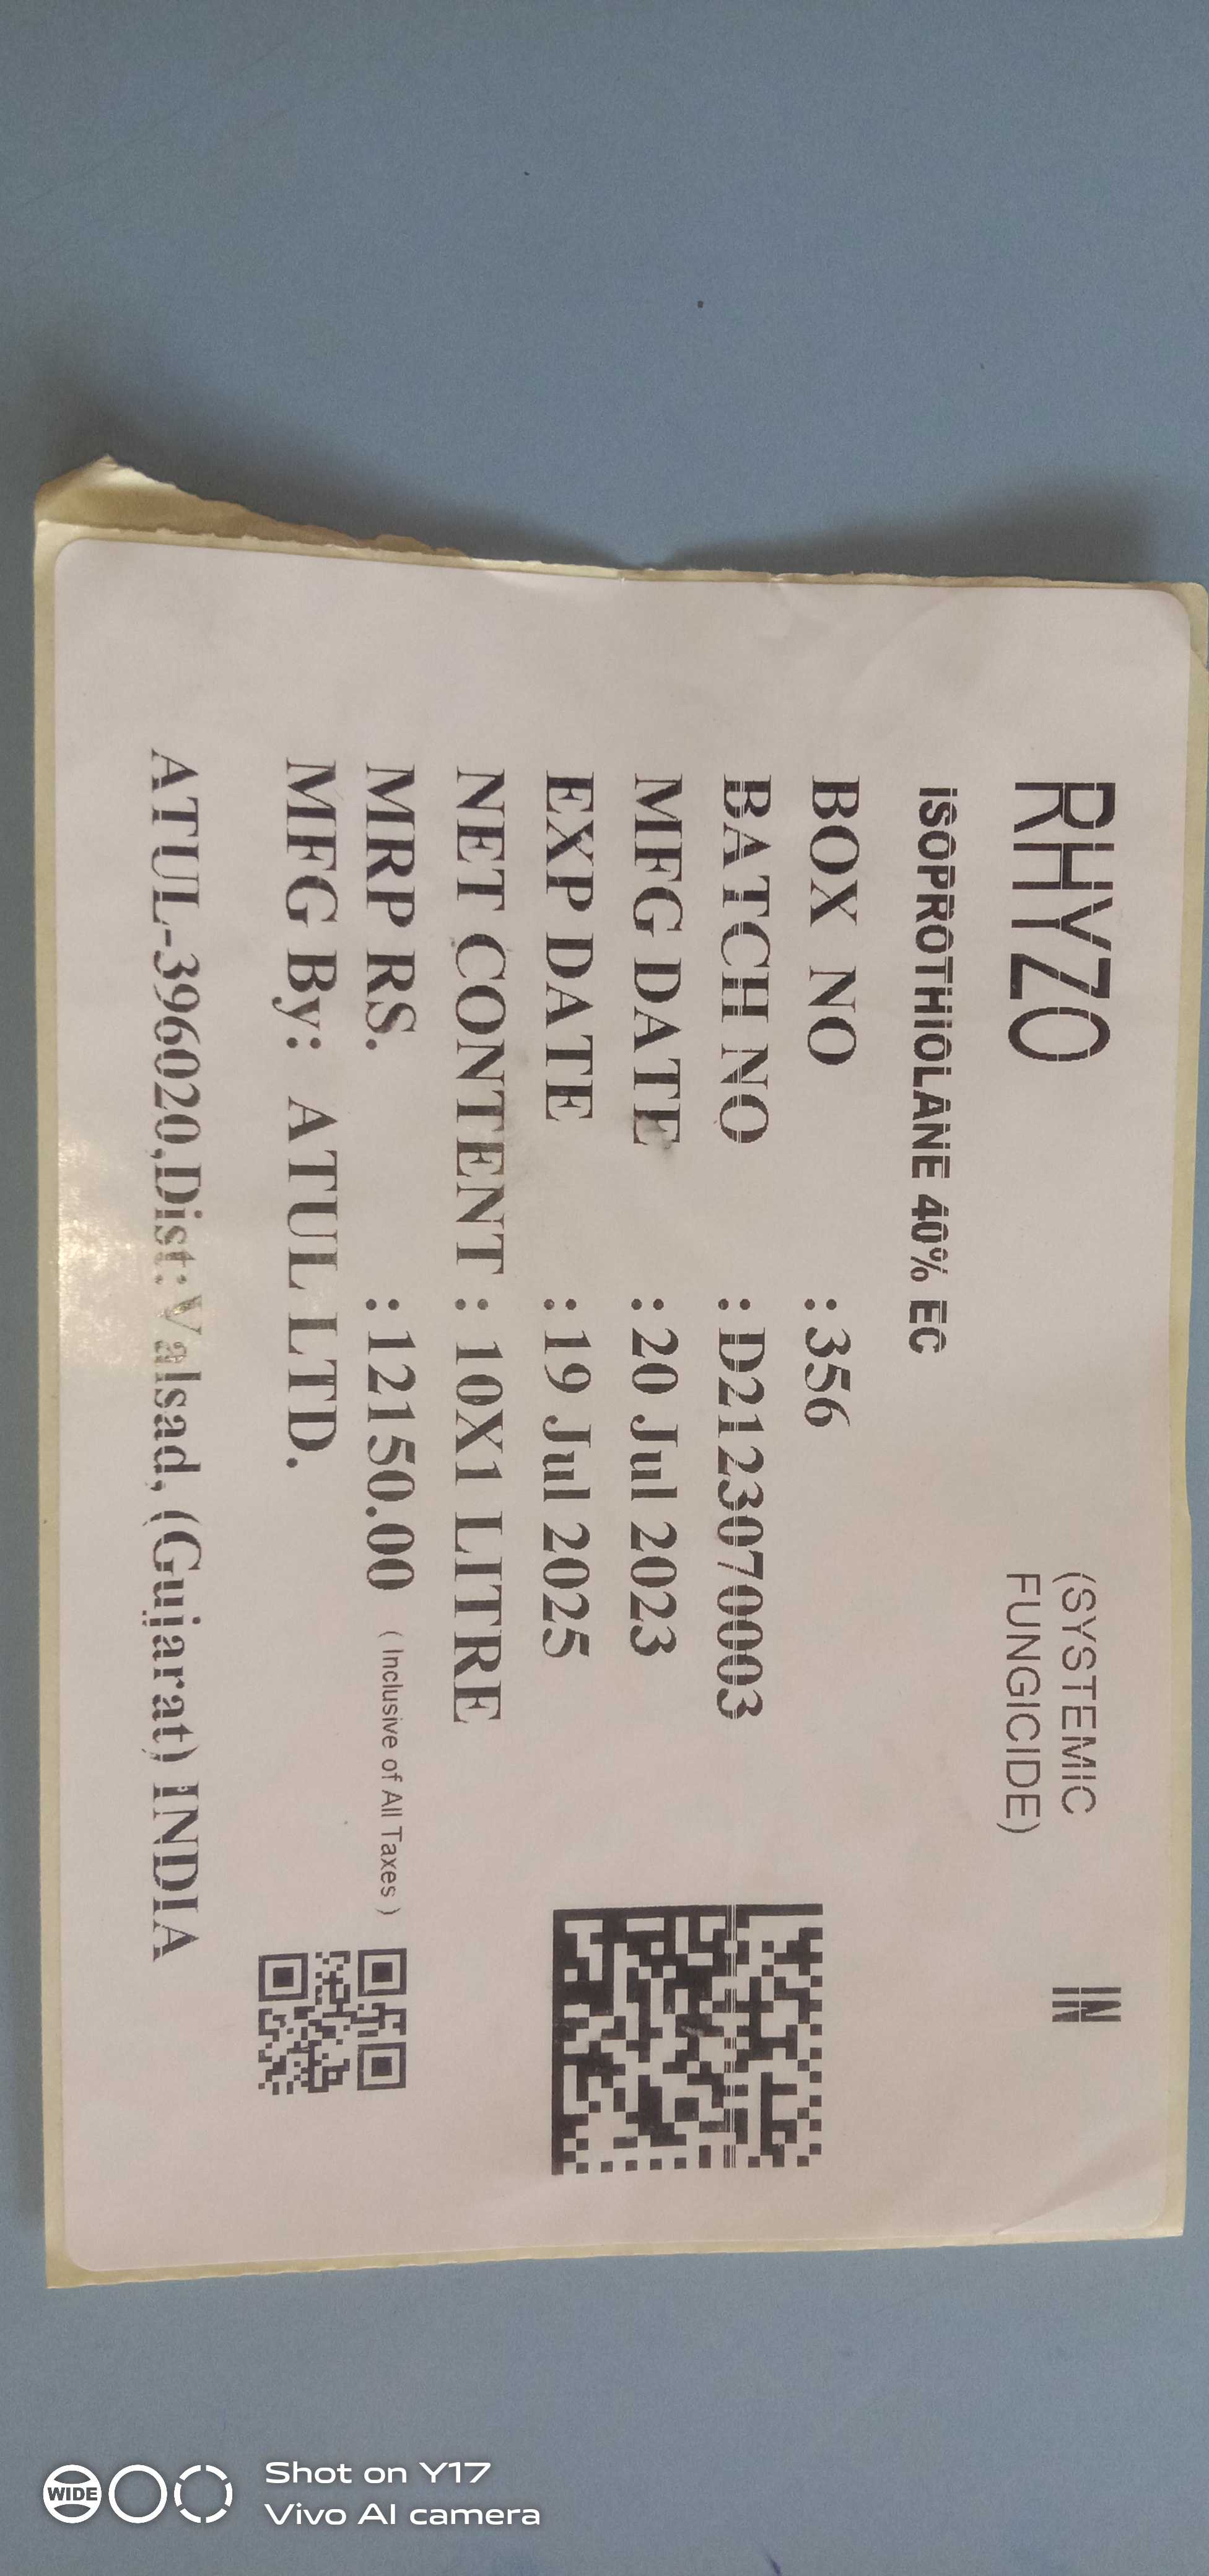 RHYZO
(SYSTEMIC
FUNGICIDE)
IN
ISOPROTHIOLANE 40% EC
BOX NO : 356
BATCH NO : D2123070003
MFG DATE : 20 Jul 2023
EXP DATE : 19 Jul 2025
NET CONTENT : 10X1 LITRE
MRP RS. : 12150.00 ( Inclusive of All Taxes )
MFG By: ATUL LTD.
ATUL-396020,Dist:Valsad, (Gujarat) INDIA
WIDE
Shot on Y17
Vivo AI camera